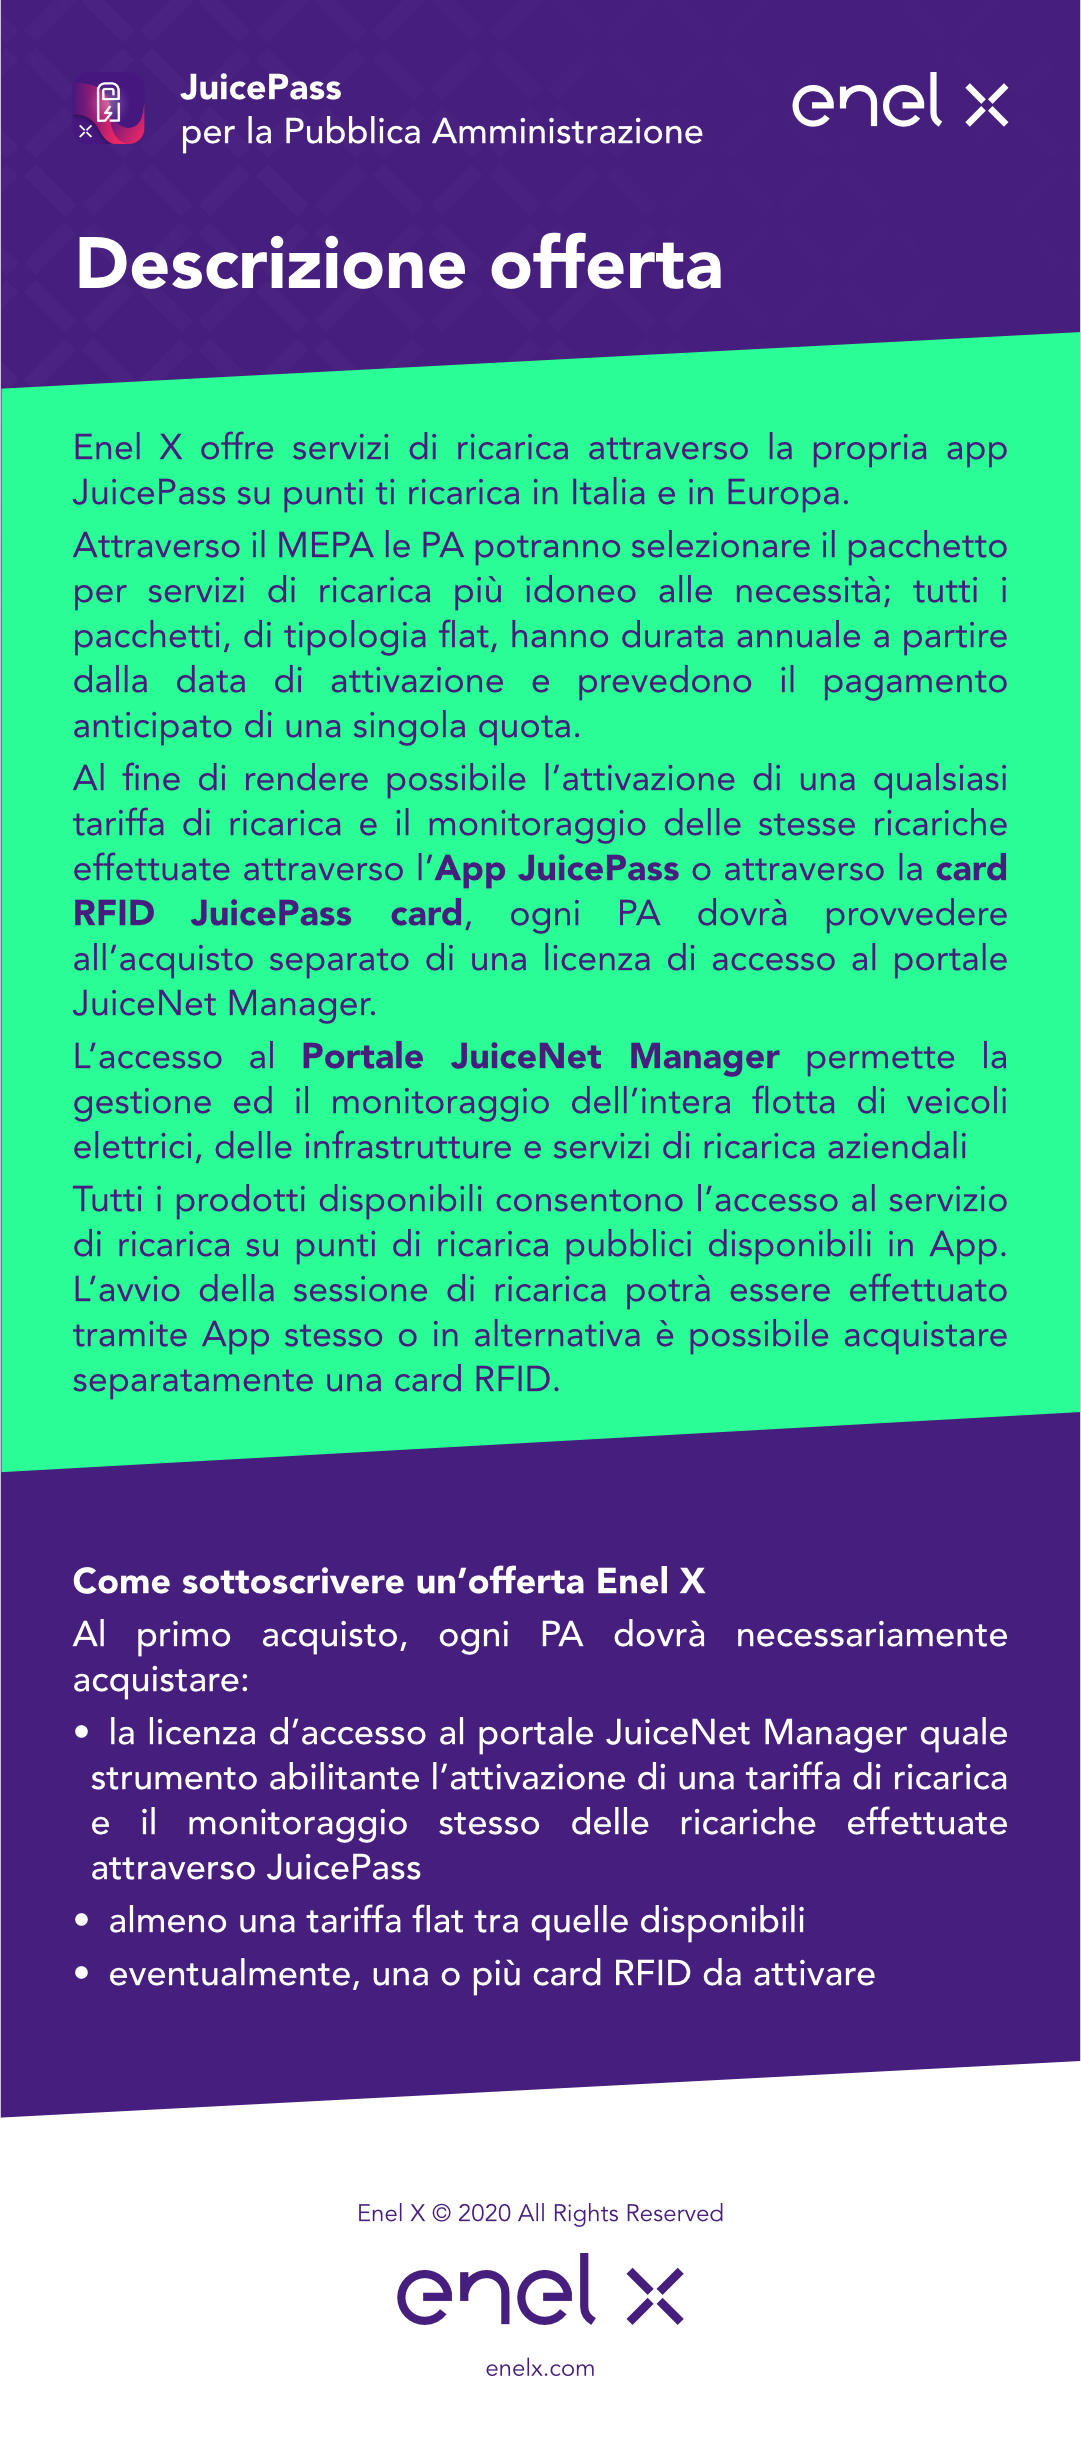 JuicePass
per la Pubblica Amministrazione
enel x
Descrizione offerta
Enel X offre servizi di ricarica attraverso la propria app
JuicePass su punti ti ricarica in Italia e in Europa.
Attraverso il MEPA le PA potranno selezionare il pacchetto
per servizi di ricarica più idoneo alle necessità; tutti i
pacchetti, di tipologia flat, hanno durata annuale a partire
dalla data di attivazione e prevedono il pagamento
anticipato di una singola quota.
Al fine di rendere possibile l’attivazione di una qualsiasi
tariffa di ricarica e il monitoraggio delle stesse ricariche
effettuate attraverso l’App JuicePass o attraverso la card
RFID JuicePass card, ogni PA dovrà provvedere
all’acquisto separato di una licenza di accesso al portale
JuiceNet Manager.
L’accesso al Portale JuiceNet Manager permette la
gestione ed il monitoraggio dell’intera flotta di veicoli
elettrici, delle infrastrutture e servizi di ricarica aziendali
Tutti i prodotti disponibili consentono l’accesso al servizio
di ricarica su punti di ricarica pubblici disponibili in App.
L’avvio della sessione di ricarica potrà essere effettuato
tramite App stesso o in alternativa è possibile acquistare
separatamente una card RFID.
Come sottoscrivere un’offerta Enel X
Al primo acquisto, ogni PA dovrà necessariamente
acquistare:
• la licenza d’accesso al portale JuiceNet Manager quale
strumento abilitante l’attivazione di una tariffa di ricarica
e il monitoraggio stesso delle ricariche effettuate
attraverso JuicePass
• almeno una tariffa flat tra quelle disponibili
• eventualmente, una o più card RFID da attivare
Enel X © 2020 All Rights Reserved
enel x
enelx.com